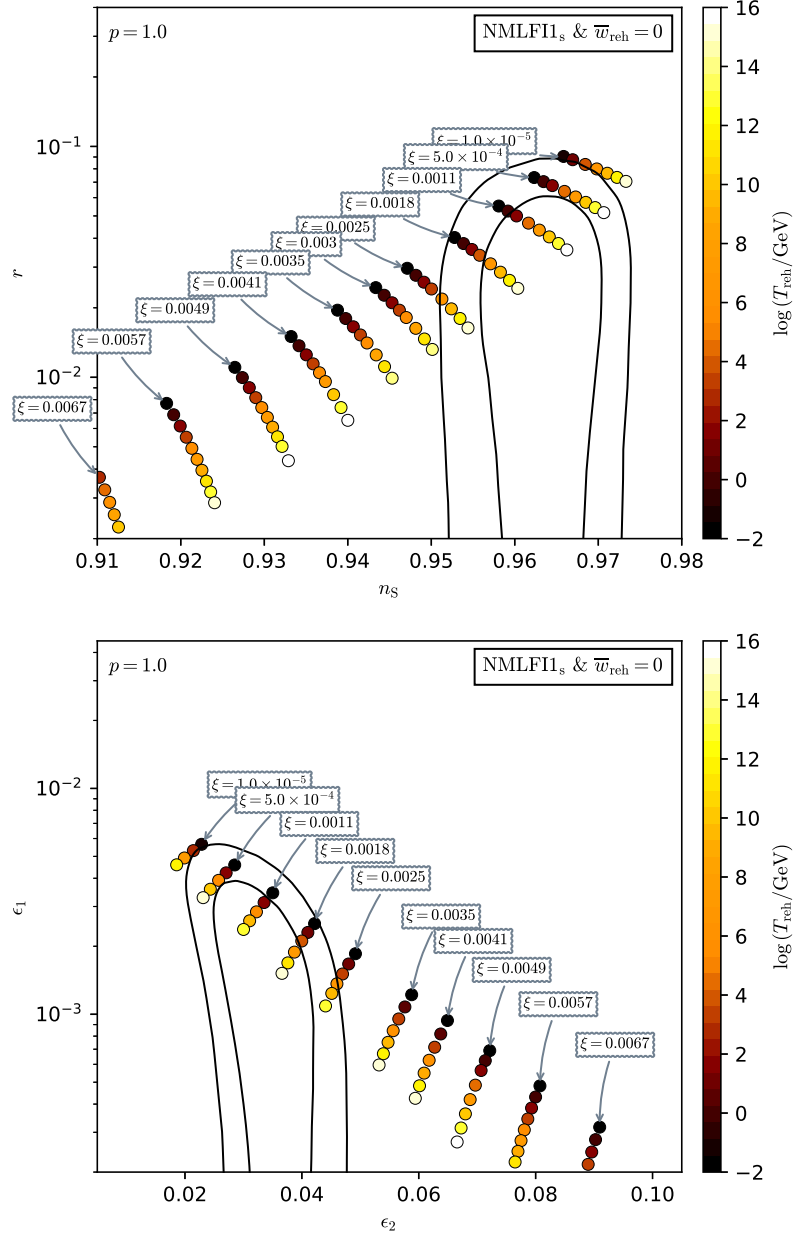 p = 1.0
NMLFI1ₛ & w̅_reh = 0
ξ = 1.0 × 10⁻⁵
ξ = 5.0 × 10⁻⁴
ξ = 0.0011
ξ = 0.0018
ξ = 0.0025
ξ = 0.003
ξ = 0.0035
ξ = 0.0041
ξ = 0.0049
ξ = 0.0057
ξ = 0.0067
10⁻¹
10⁻²
r
0.91 0.92 0.93 0.94 0.95 0.96 0.97 0.98
n_S
16
14
12
10
8
6
4
2
0
−2
log (T_reh/GeV)
p = 1.0
NMLFI1ₛ & w̅_reh = 0
ξ = 1.0 × 10⁻⁵
ξ = 5.0 × 10⁻⁴
ξ = 0.0011
ξ = 0.0018
ξ = 0.0025
ξ = 0.0035
ξ = 0.0041
ξ = 0.0049
ξ = 0.0057
ξ = 0.0067
10⁻²
10⁻³
ϵ₁
0.02 0.04 0.06 0.08 0.10
ϵ₂
16
14
12
10
8
6
4
2
0
−2
log (T_reh/GeV)